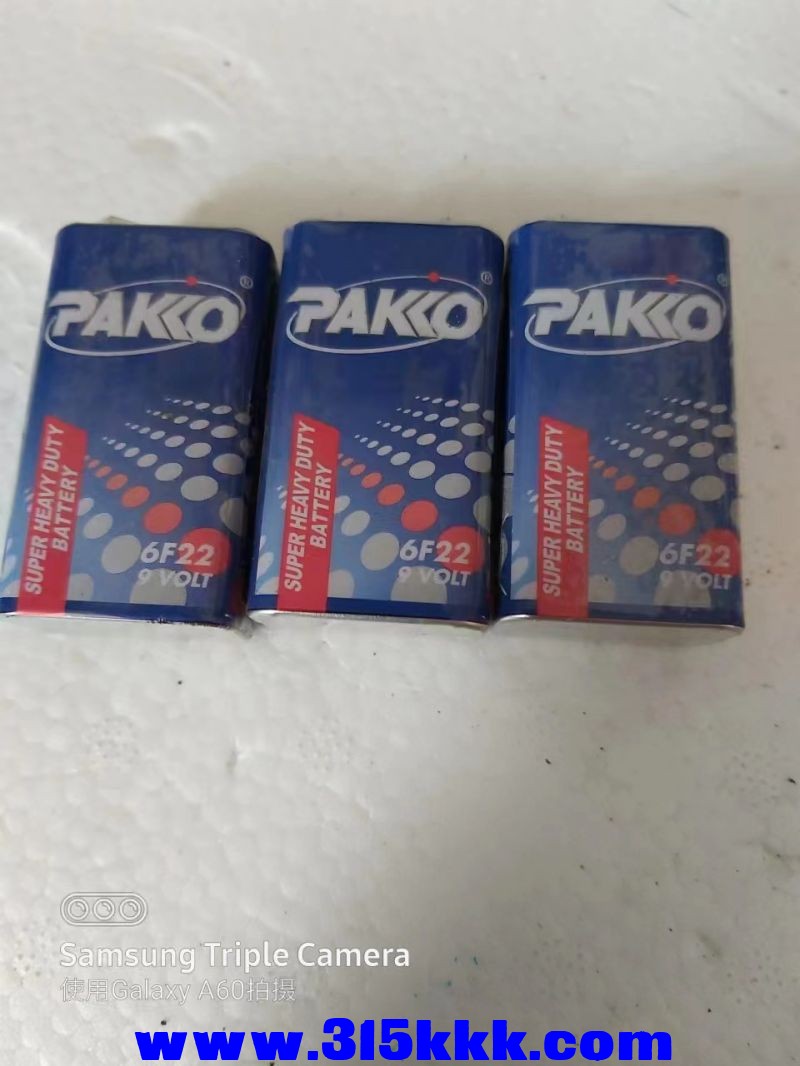 PAKKO®
SUPER HEAVY DUTY
BATTERY
6F22
9 VOLT
PAKKO®
SUPER HEAVY DUTY
BATTERY
6F22
9 VOLT
PAKKO®
SUPER HEAVY DUTY
BATTERY
6F22
9 VOLT
Samsung Triple Camera
使用Galaxy A60拍摄
www.315kkk.com